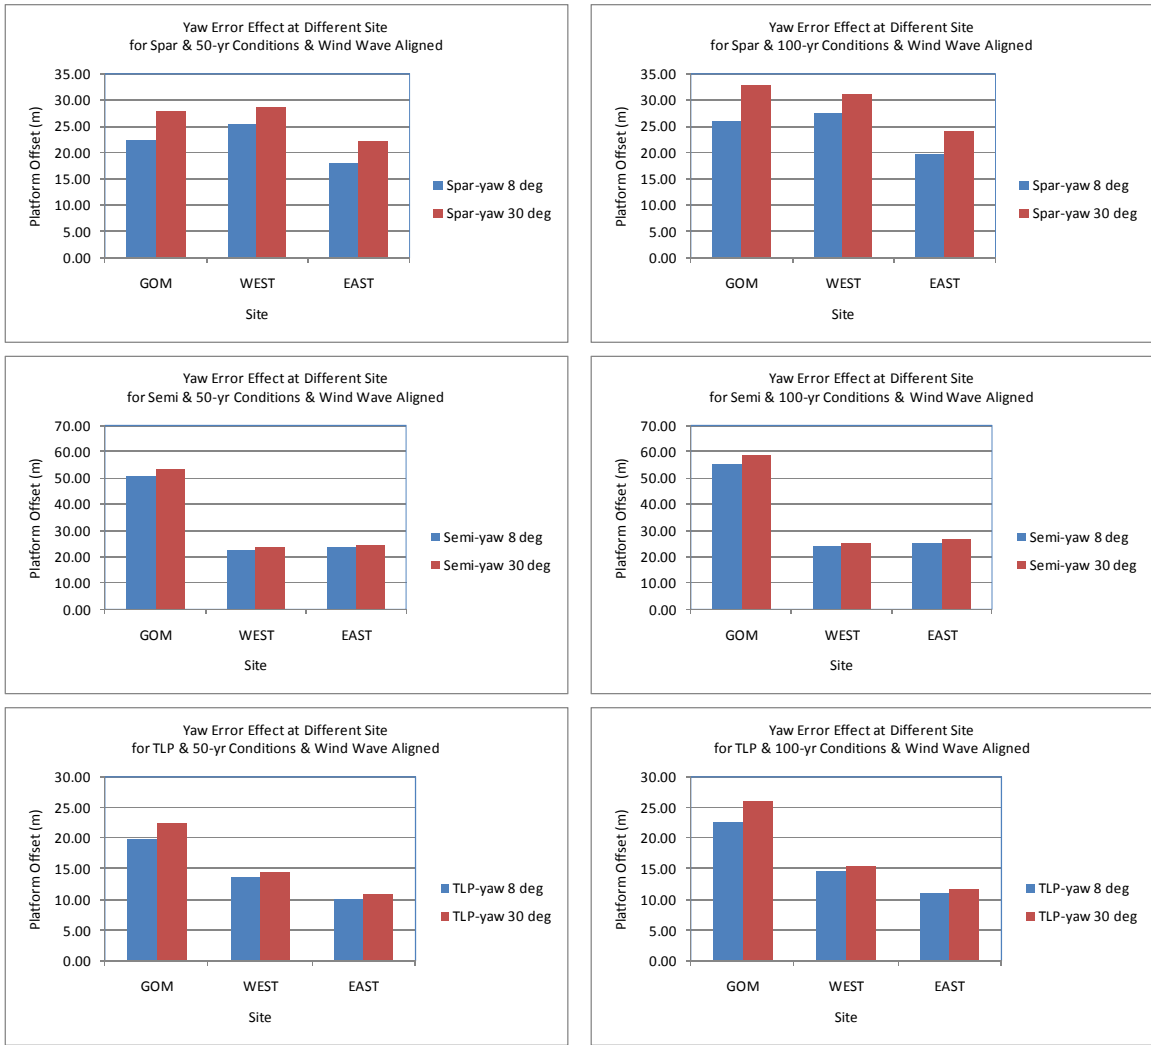 Yaw Error Effect at Different Site
for Spar & 50-yr Conditions & Wind Wave Aligned
35.00
30.00
25.00
20.00
15.00
10.00
5.00
0.00
Platform Offset (m)
GOM WEST EAST
Site
Spar-yaw 8 deg
Spar-yaw 30 deg
Yaw Error Effect at Different Site
for Spar & 100-yr Conditions & Wind Wave Aligned
35.00
30.00
25.00
20.00
15.00
10.00
5.00
0.00
Platform Offset (m)
GOM WEST EAST
Site
Spar-yaw 8 deg
Spar-yaw 30 deg
Yaw Error Effect at Different Site
for Semi & 50-yr Conditions & Wind Wave Aligned
70.00
60.00
50.00
40.00
30.00
20.00
10.00
0.00
Platform Offset (m)
GOM WEST EAST
Site
Semi-yaw 8 deg
Semi-yaw 30 deg
Yaw Error Effect at Different Site
for Semi & 100-yr Conditions & Wind Wave Aligned
70.00
60.00
50.00
40.00
30.00
20.00
10.00
0.00
Platform Offset (m)
GOM WEST EAST
Site
Semi-yaw 8 deg
Semi-yaw 30 deg
Yaw Error Effect at Different Site
for TLP & 50-yr Conditions & Wind Wave Aligned
30.00
25.00
20.00
15.00
10.00
5.00
0.00
Platform Offset (m)
GOM WEST EAST
Site
TLP-yaw 8 deg
TLP-yaw 30 deg
Yaw Error Effect at Different Site
for TLP & 100-yr Conditions & Wind Wave Aligned
30.00
25.00
20.00
15.00
10.00
5.00
0.00
Platform Offset (m)
GOM WEST EAST
Site
TLP-yaw 8 deg
TLP-yaw 30 deg